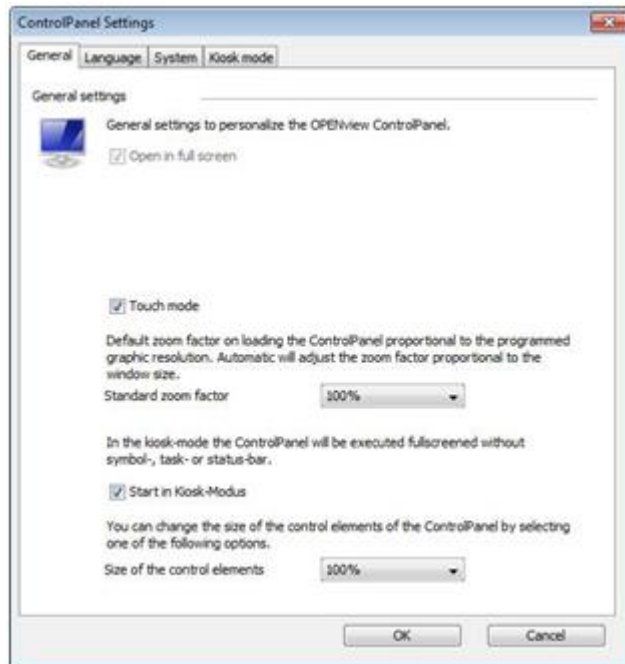 ControlPanel Settings
General Language System Kiosk mode
General settings
General settings to personalize the OPENview ControlPanel.
Open in full screen
Touch mode
Default zoom factor on loading the ControlPanel proportional to the programmed
graphic resolution. Automatic will adjust the zoom factor proportional to the
window size.
Standard zoom factor 100%
In the kiosk-mode the ControlPanel will be executed fullscreened without
symbol-, task- or status-bar.
Start in Kiosk-Modus
You can change the size of the control elements of the ControlPanel by selecting
one of the following options.
Size of the control elements 100%
OK Cancel